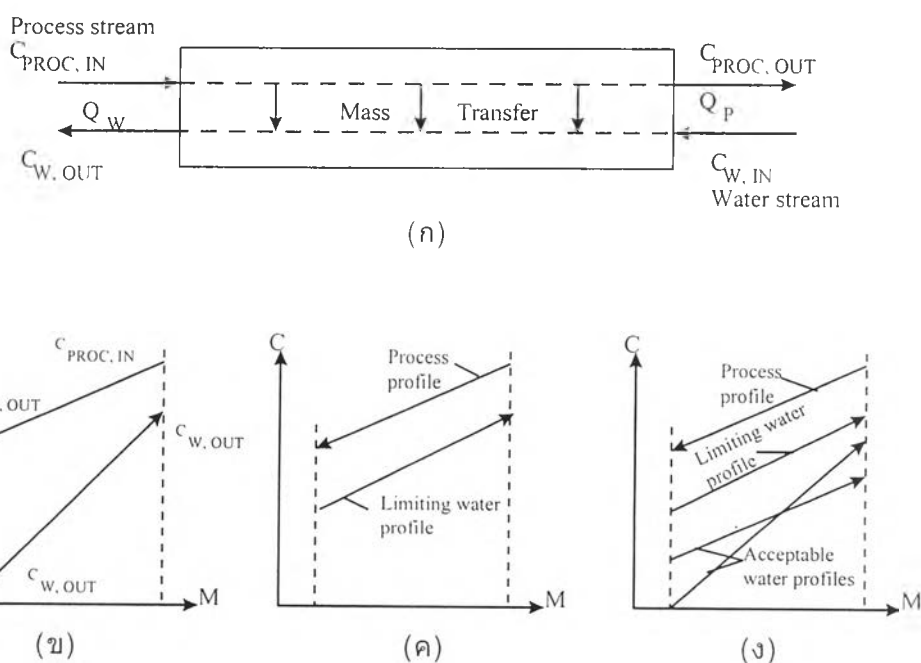 Process stream
C PROC, IN
C PROC, OUT
Q W
Mass Transfer
Q P
C W, OUT
C W, IN
Water stream
(ก)
C PROC, IN
, OUT
C W, OUT
C W, OUT
M
(ข)
C
Process
profile
Limiting water
profile
M
(ค)
C
Process
profile
Limiting water
profile
Acceptable
water profiles
M
(ง)